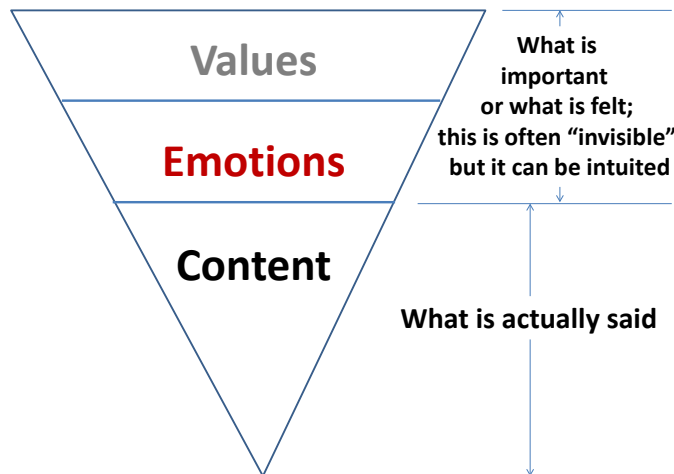 Values
Emotions
Content
What is
important
or what is felt;
this is often “invisible”
but it can be intuited
What is actually said